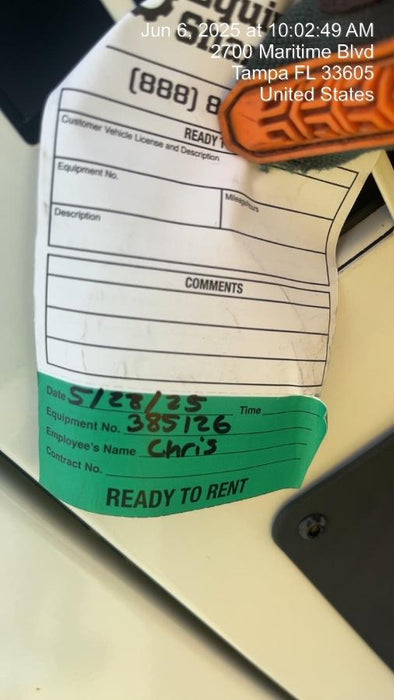 Jun 6, 2025 at 10:02:49 AM
2700 Maritime Blvd
Tampa FL 33605
United States
(888) 8
READY
Customer Vehicle License and Description
Equipment No.
Mileage/Hours
Description
COMMENTS
Date 5/28/25 Time
Equipment No. 385126
Employee's Name Chris
Contract No.
READY TO RENT